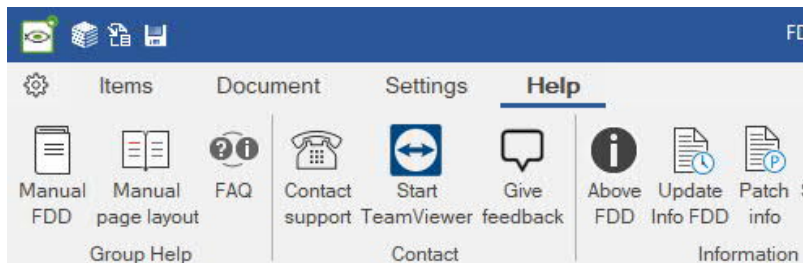 FD
Items Document Settings Help
Manual FDD
Manual page layout
FAQ
Contact support
Start TeamViewer
Give feedback
Above FDD
Update Info FDD
Patch info
Group Help
Contact
Information